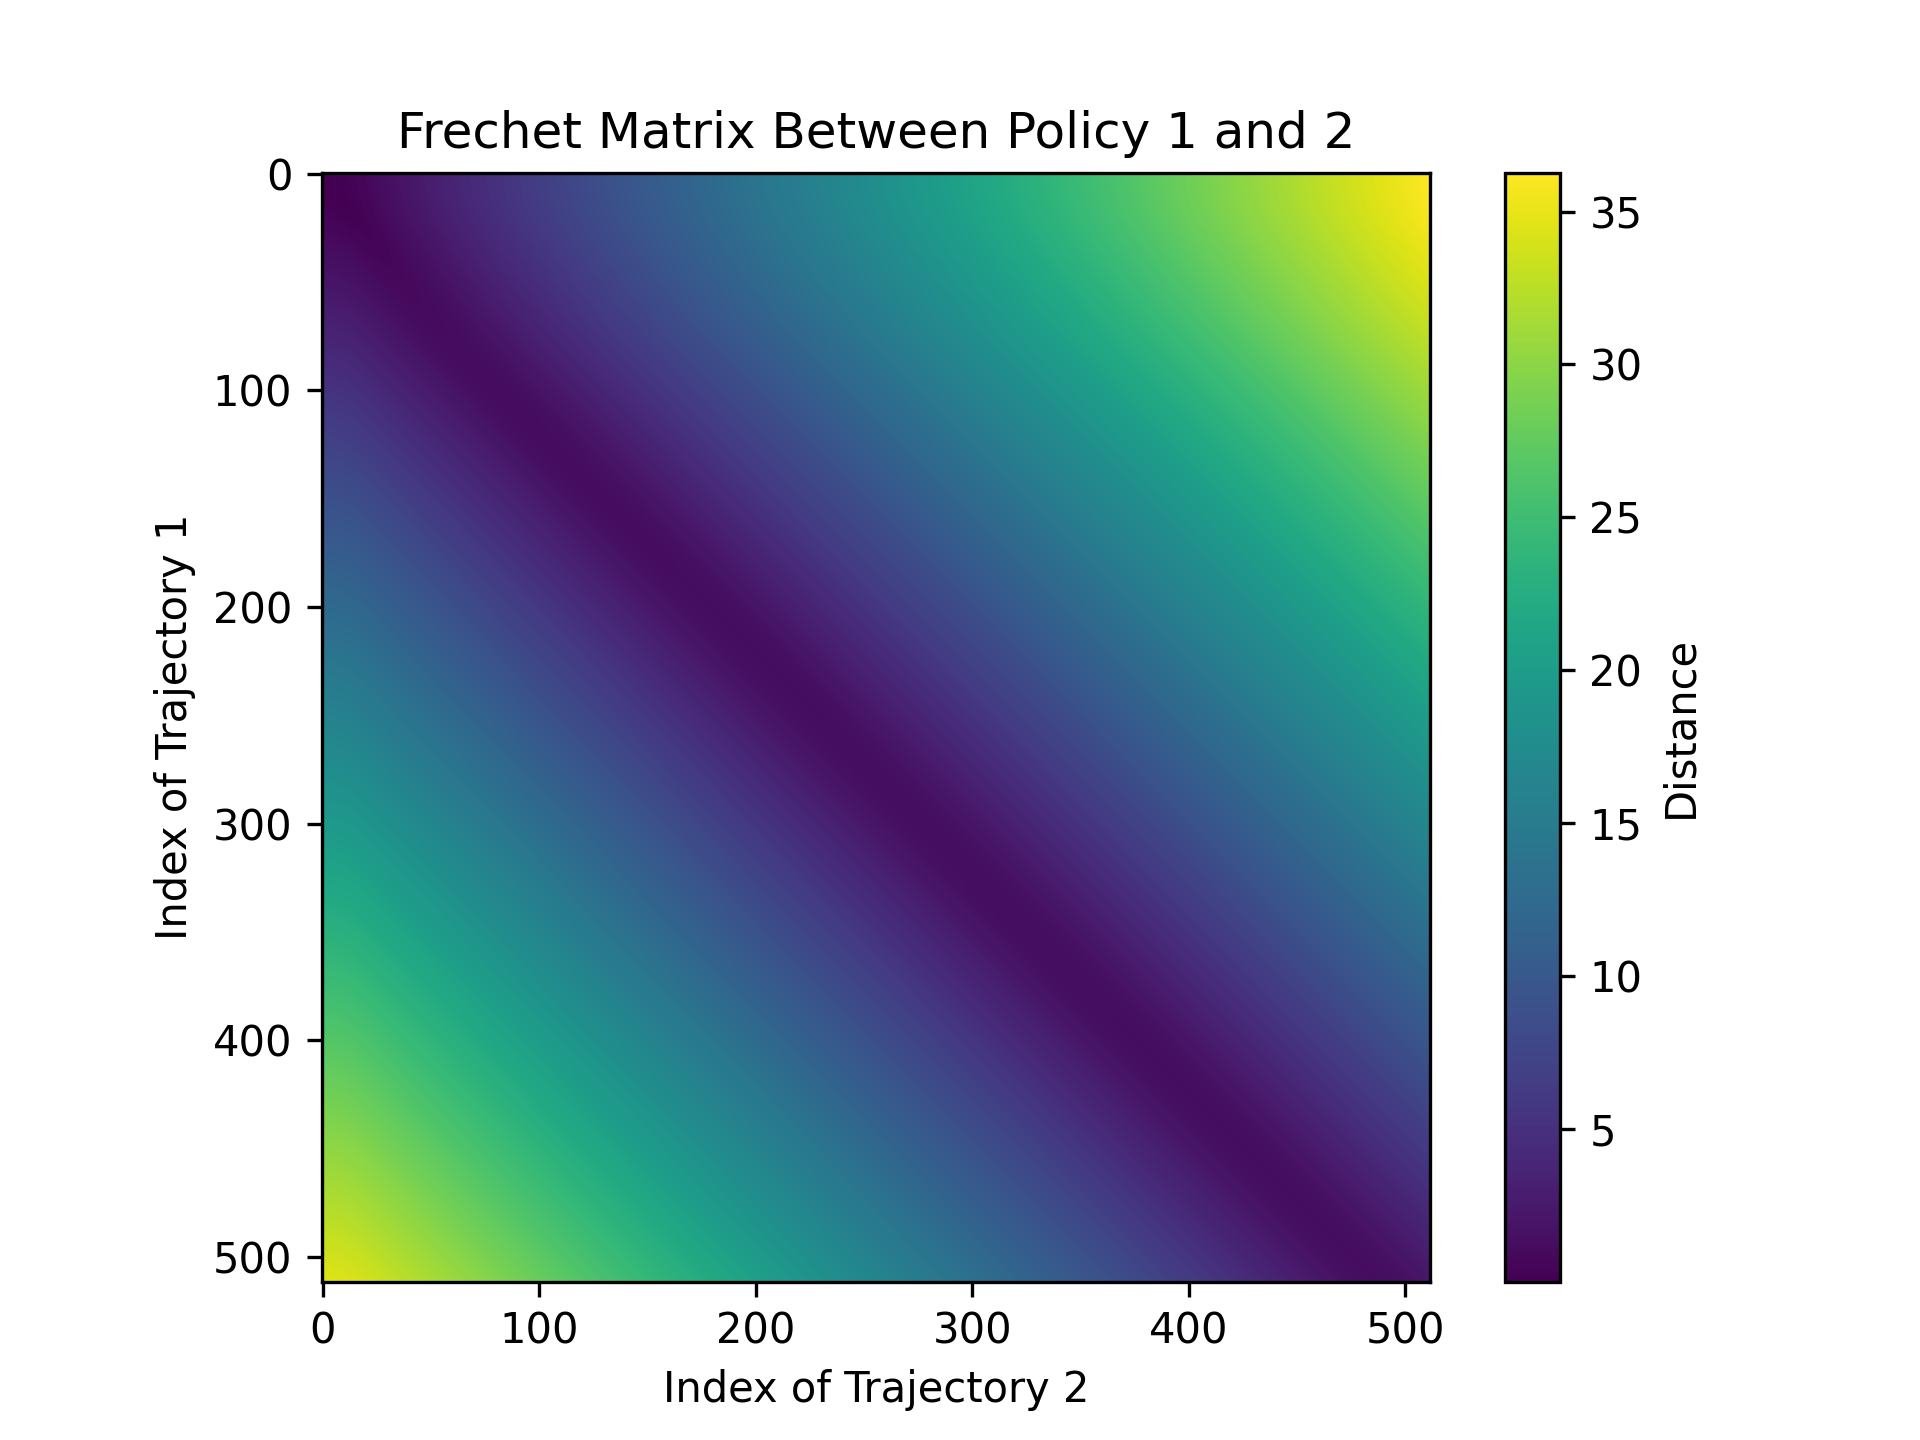 Frechet Matrix Between Policy 1 and 2
0
100
200
300
400
500
Index of Trajectory 1
0 100 200 300 400 500
Index of Trajectory 2
35
30
25
20
15
10
5
Distance